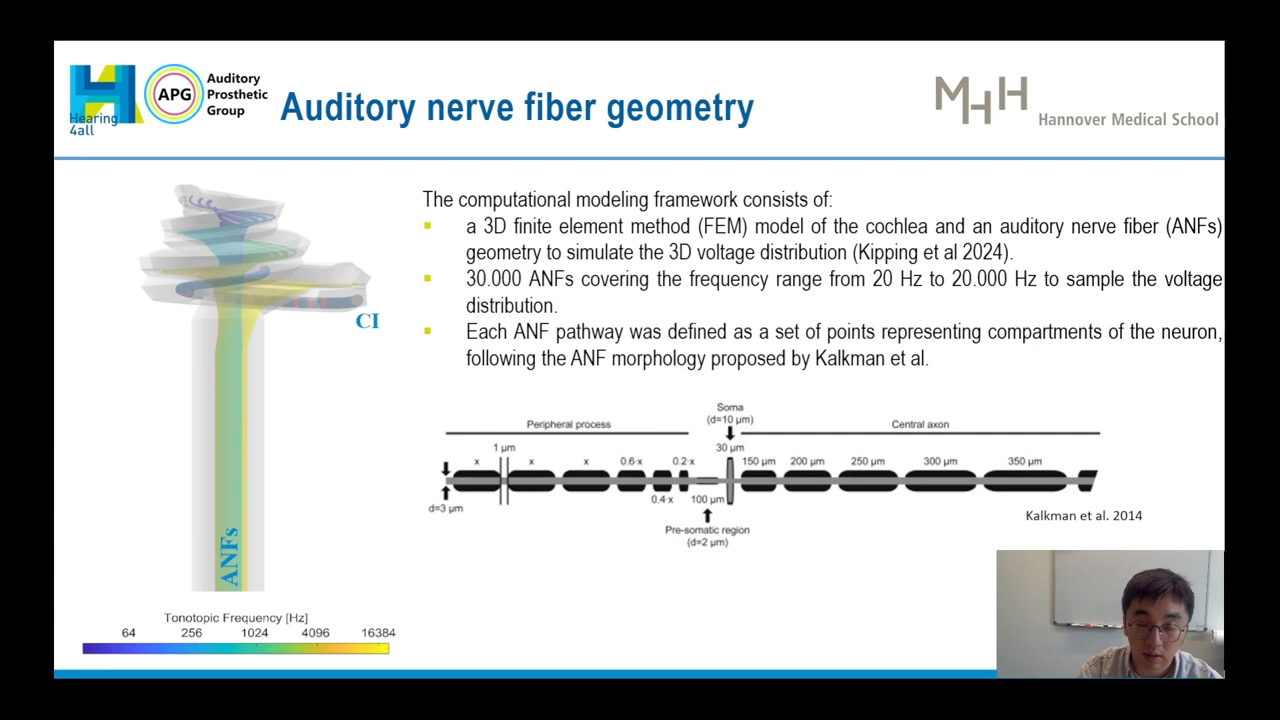 Hearing
4all
APG
Auditory
Prosthetic
Group
Auditory nerve fiber geometry
MHH
Hannover Medical School
The computational modeling framework consists of:
a 3D finite element method (FEM) model of the cochlea and an auditory nerve fiber (ANFs)
geometry to simulate the 3D voltage distribution (Kipping et al 2024).
30.000 ANFs covering the frequency range from 20 Hz to 20.000 Hz to sample the voltage
distribution.
Each ANF pathway was defined as a set of points representing compartments of the neuron,
following the ANF morphology proposed by Kalkman et al.
CI
ANFs
Tonotopic Frequency [Hz]
64 256 1024 4096 16384
Soma
(d=10 μm)
Peripheral process
Central axon
1 μm
30 μm
x x x 0.6·x 0.2·x 150 μm 200 μm 250 μm 300 μm 350 μm
0.4·x 100 μm
d=3 μm
Pre-somatic region
(d=2 μm)
Kalkman et al. 2014